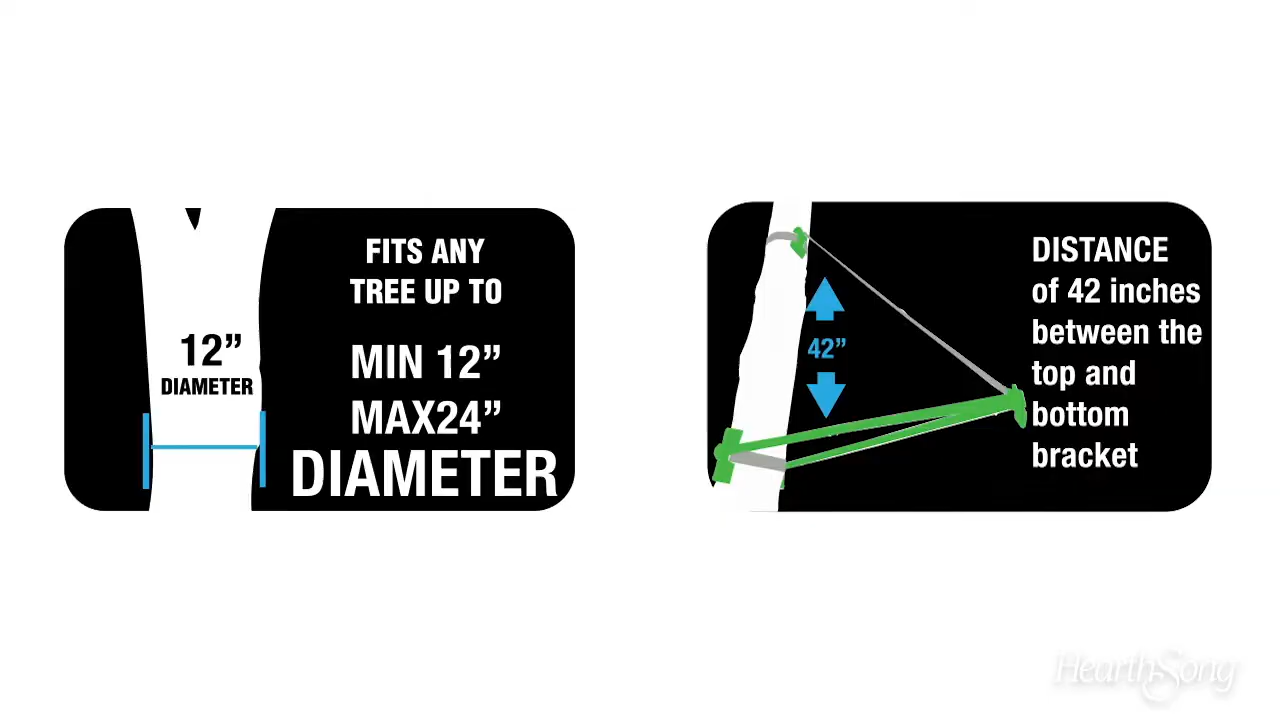 FITS ANY
TREE UP TO
12”
DIAMETER
MIN 12”
MAX24”
DIAMETER
DISTANCE
of 42 inches
between the
top and
bottom
bracket
42”
HearthSong